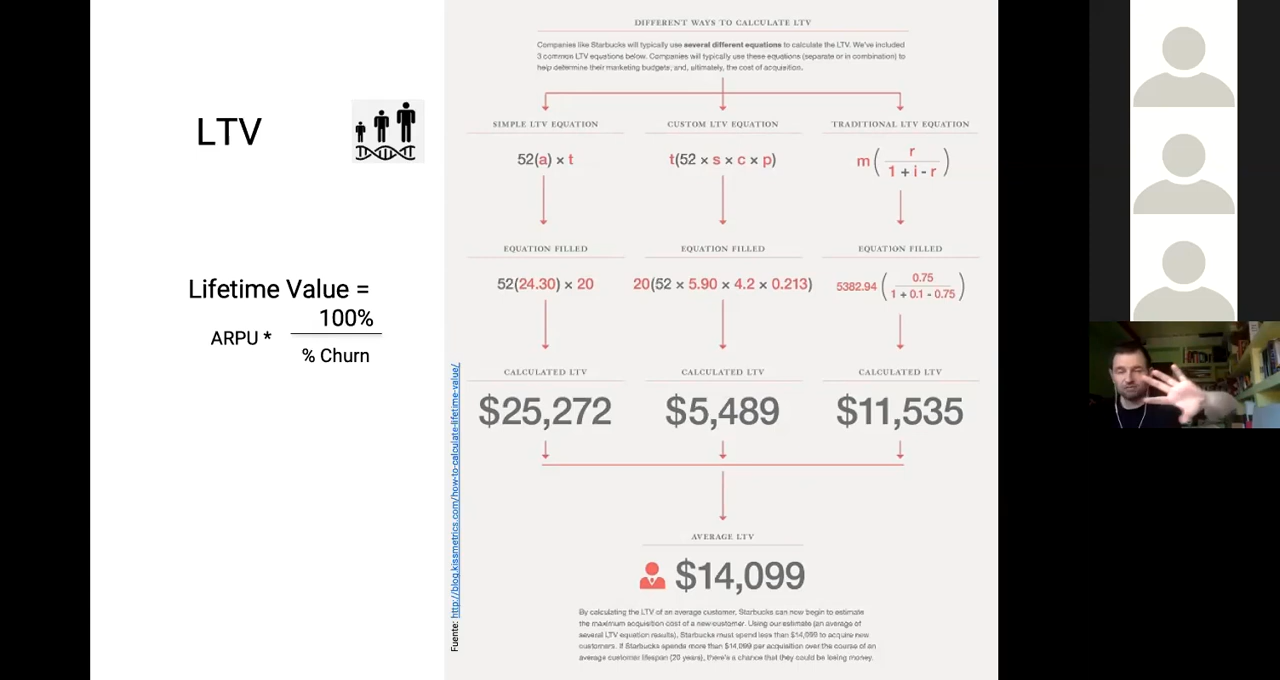 LTV
Lifetime Value =
ARPU *
100%
% Churn
Fuente: http://blog.kissmetrics.com/how-to-calculate-lifetime-value/
DIFFERENT WAYS TO CALCULATE LTV
Companies like Starbucks will typically use several different equations to calculate the LTV. We've included
3 common LTV equations below. Companies will typically use these equations (separate or in combination) to
help determine their marketing budgets, and, ultimately, the cost of acquisition.
SIMPLE LTV EQUATION
52(a) × t
EQUATION FILLED
52(24.30) × 20
CALCULATED LTV
$25,272
CUSTOM LTV EQUATION
t(52 × s × c × p)
EQUATION FILLED
20(52 × 5.90 × 4.2 × 0.213)
CALCULATED LTV
$5,489
TRADITIONAL LTV EQUATION
m ( r
1 + i - r )
EQUATION FILLED
5382.94 ( 0.75
1 + 0.1 - 0.75 )
CALCULATED LTV
$11,535
AVERAGE LTV
$14,099
By calculating the LTV of an average customer, Starbucks can now begin to estimate
the maximum acquisition cost of a new customer. Using our estimate (an average of
several LTV equation results), Starbucks must spend less than $14,099 to acquire new
customers. If Starbucks spends more than $14,099 per acquisition over the course of an
average customer lifespan (20 years), there's a chance that they could be losing money.